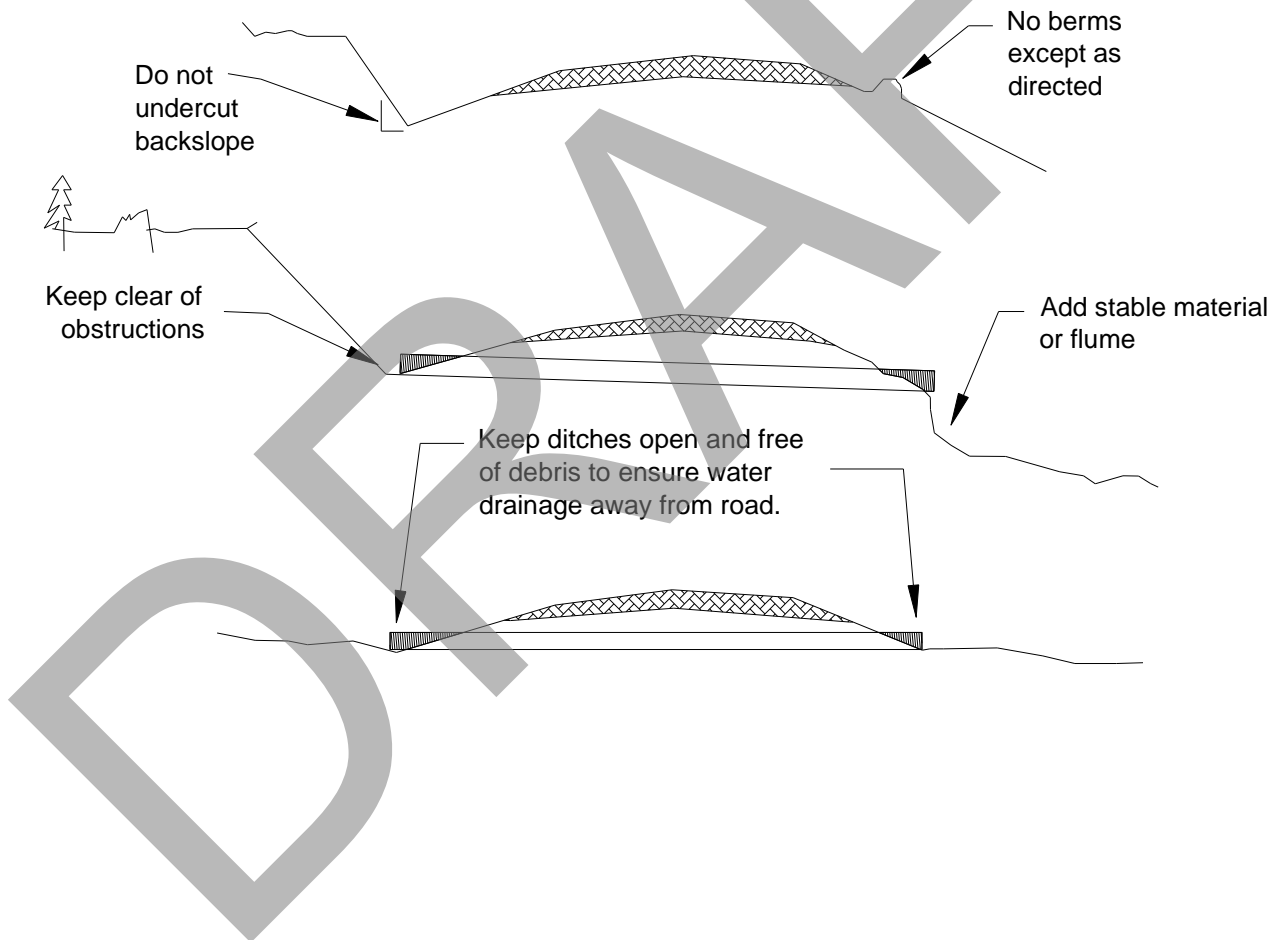 No berms
except as
directed
Do not
undercut
backslope
Keep clear of
obstructions
Add stable material
or flume
Keep ditches open and free
of debris to ensure water
drainage away from road.
DRAF